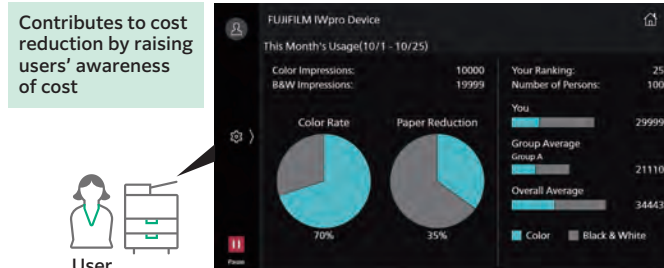 Contributes to cost
reduction by raising
users' awareness
of cost
FUJIFILM IWpro Device
This Month's Usage(10/1 - 10/25)
Color Impressions: 10000
B&W Impressions: 19999
Color Rate
70%
Paper Reduction
35%
Your Ranking: 25
Number of Persons: 100
You
29999
Group Average
Group A
21110
Overall Average
34443
Color Black & White
Pause
User